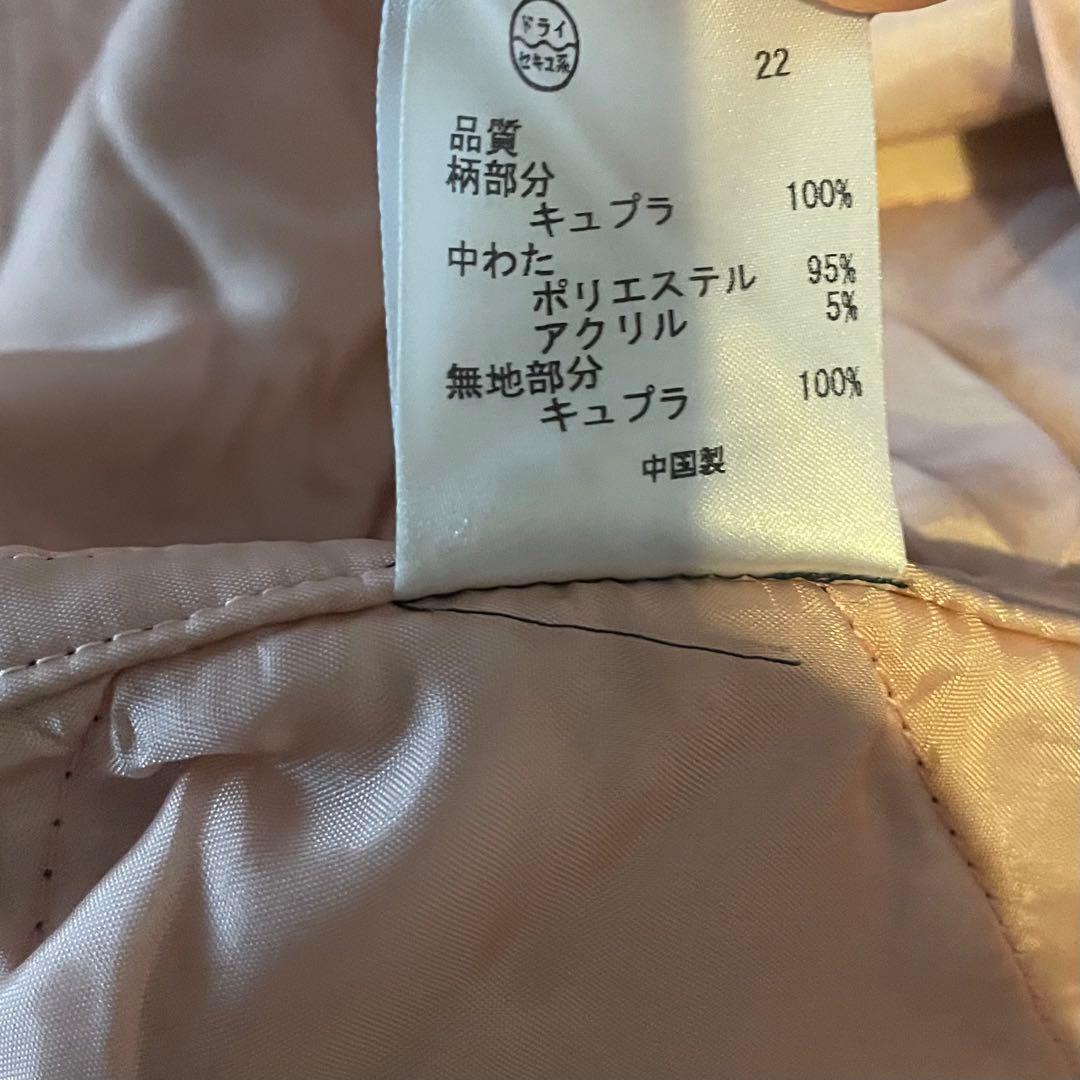 ドライ
セキユ系
22
品質
柄部分
キュプラ 100%
中わた
ポリエステル 95%
アクリル 5%
無地部分
キュプラ 100%
中国製